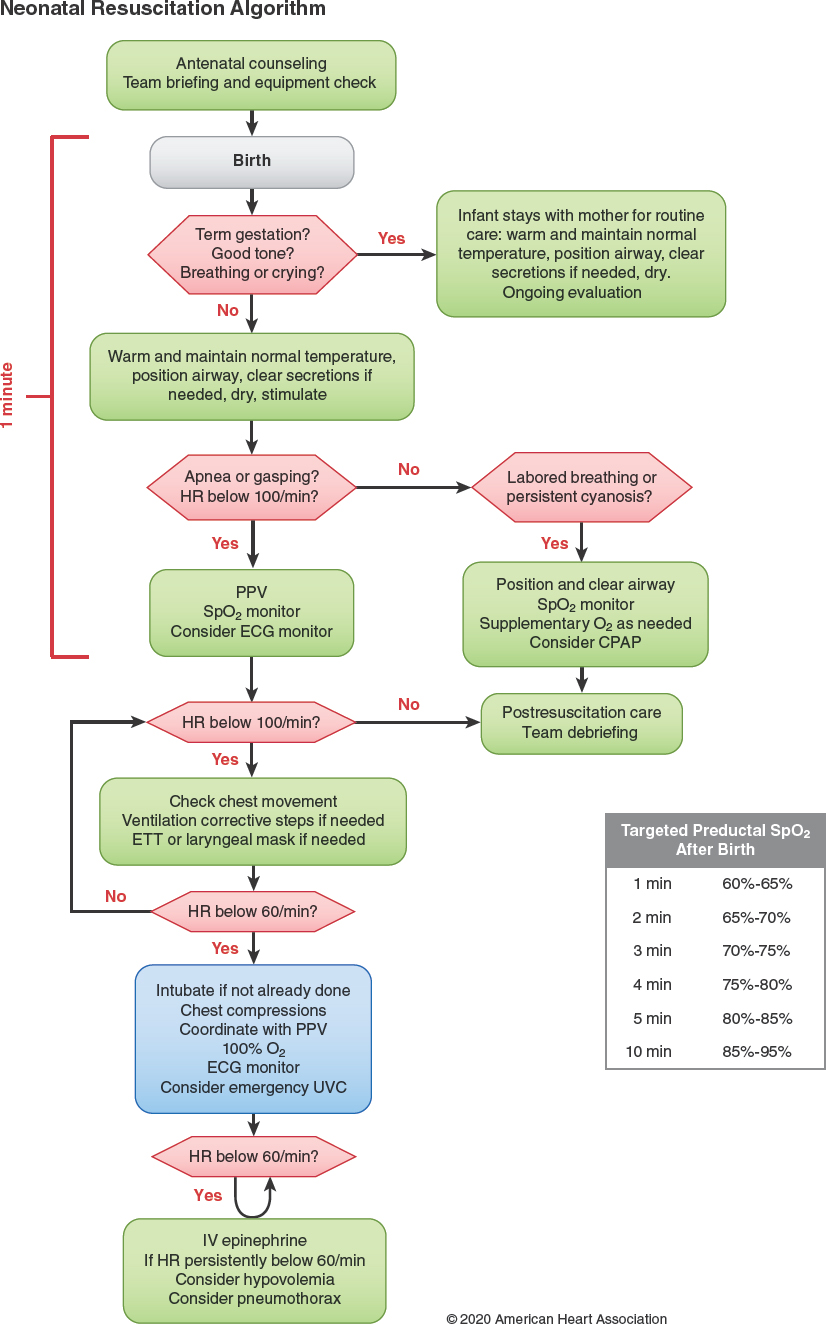 Neonatal Resuscitation Algorithm
Antenatal counseling
Team briefing and equipment check
Birth
Term gestation?
Good tone?
Breathing or crying?
Yes
Infant stays with mother for routine
care: warm and maintain normal
temperature, position airway, clear
secretions if needed, dry.
Ongoing evaluation
No
1 minute
Warm and maintain normal temperature,
position airway, clear secretions if
needed, dry, stimulate
Apnea or gasping?
HR below 100/min?
No
Labored breathing or
persistent cyanosis?
Yes
Yes
PPV
SpO₂ monitor
Consider ECG monitor
Position and clear airway
SpO₂ monitor
Supplementary O₂ as needed
Consider CPAP
HR below 100/min?
No
Postresuscitation care
Team debriefing
Yes
Check chest movement
Ventilation corrective steps if needed
ETT or laryngeal mask if needed
No
HR below 60/min?
Yes
Intubate if not already done
Chest compressions
Coordinate with PPV
100% O₂
ECG monitor
Consider emergency UVC
HR below 60/min?
Yes
IV epinephrine
If HR persistently below 60/min
Consider hypovolemia
Consider pneumothorax
Targeted Preductal SpO₂
After Birth
1 min 60%-65%
2 min 65%-70%
3 min 70%-75%
4 min 75%-80%
5 min 80%-85%
10 min 85%-95%
© 2020 American Heart Association